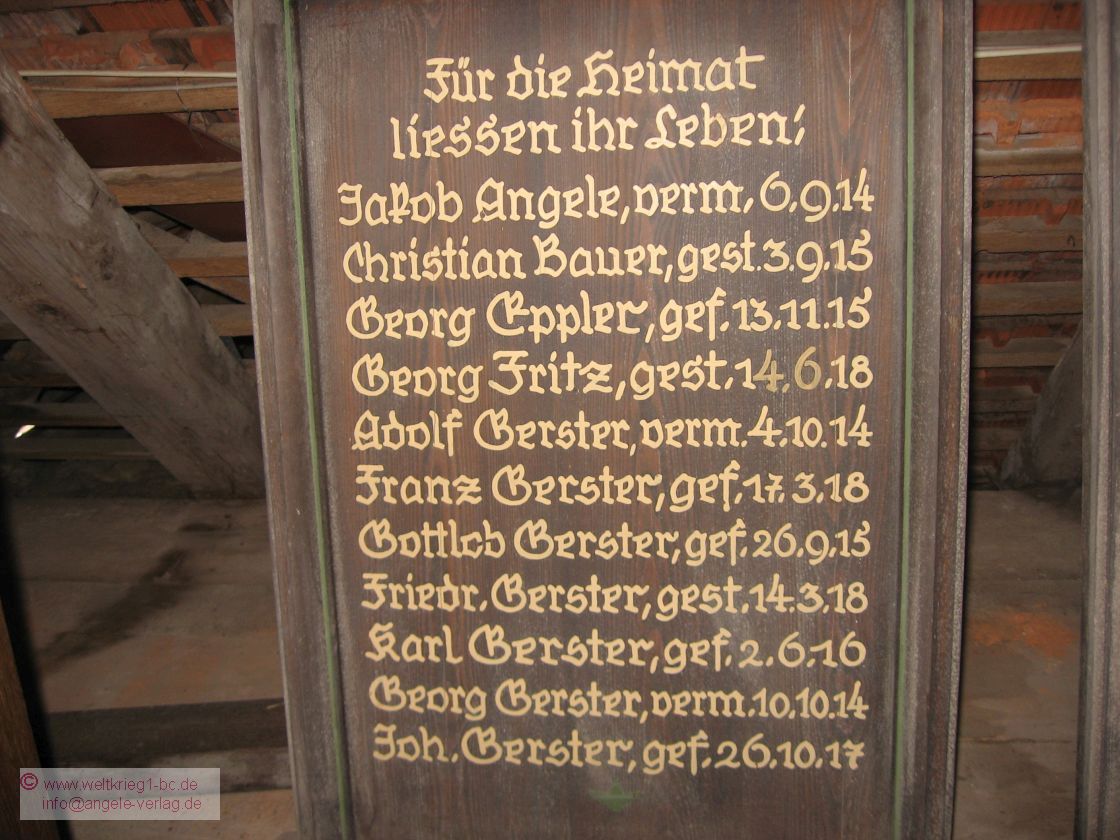 Für die Heimat
liessen ihr Leben;
Jakob Angele, verm. 6.9.14
Christian Bauer, gest. 3.9.15
Georg Eppler, gef. 13.11.15
Georg Fritz, gest. 14.6.18
Adolf Gerster, verm. 4.10.14
Franz Gerster, gef. 17.3.18
Gottlob Gerster, gef. 26.9.15
Friedr. Gerster, gest. 14.3.18
Karl Gerster, gef. 2.6.16
Georg Gerster, verm. 10.10.14
Joh. Gerster, gef. 26.10.17
© www.weltkrieg1-bc.de
info@angele-verlag.de